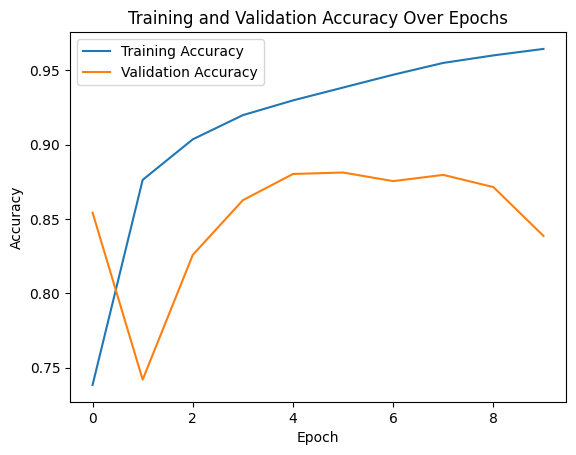 Training and Validation Accuracy Over Epochs
Training Accuracy
Validation Accuracy
Accuracy
0.95
0.90
0.85
0.80
0.75
0 2 4 6 8
Epoch